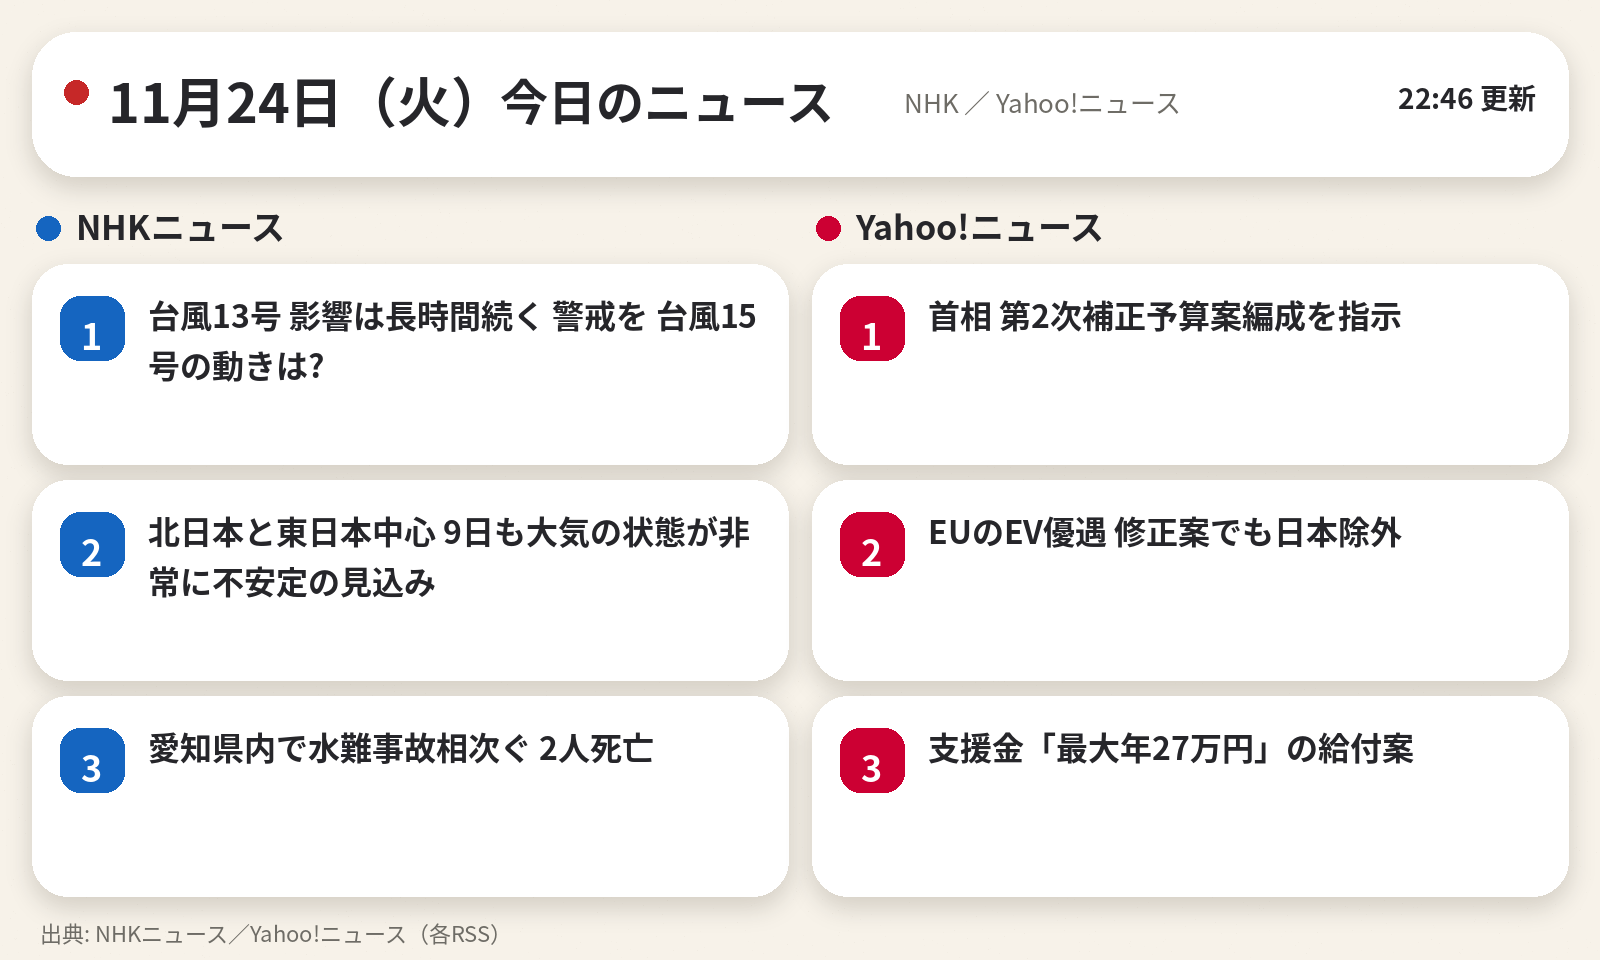 11月24日（火）今日のニュース
NHK ／ Yahoo!ニュース
22:46 更新
NHKニュース
1
台風13号 影響は長時間続く 警戒を 台風15
号の動きは?
2
北日本と東日本中心 9日も大気の状態が非
常に不安定の見込み
3
愛知県内で水難事故相次ぐ 2人死亡
Yahoo!ニュース
1
首相 第2次補正予算案編成を指示
2
EUのEV優遇 修正案でも日本除外
3
支援金「最大年27万円」の給付案
出典: NHKニュース／Yahoo!ニュース（各RSS）